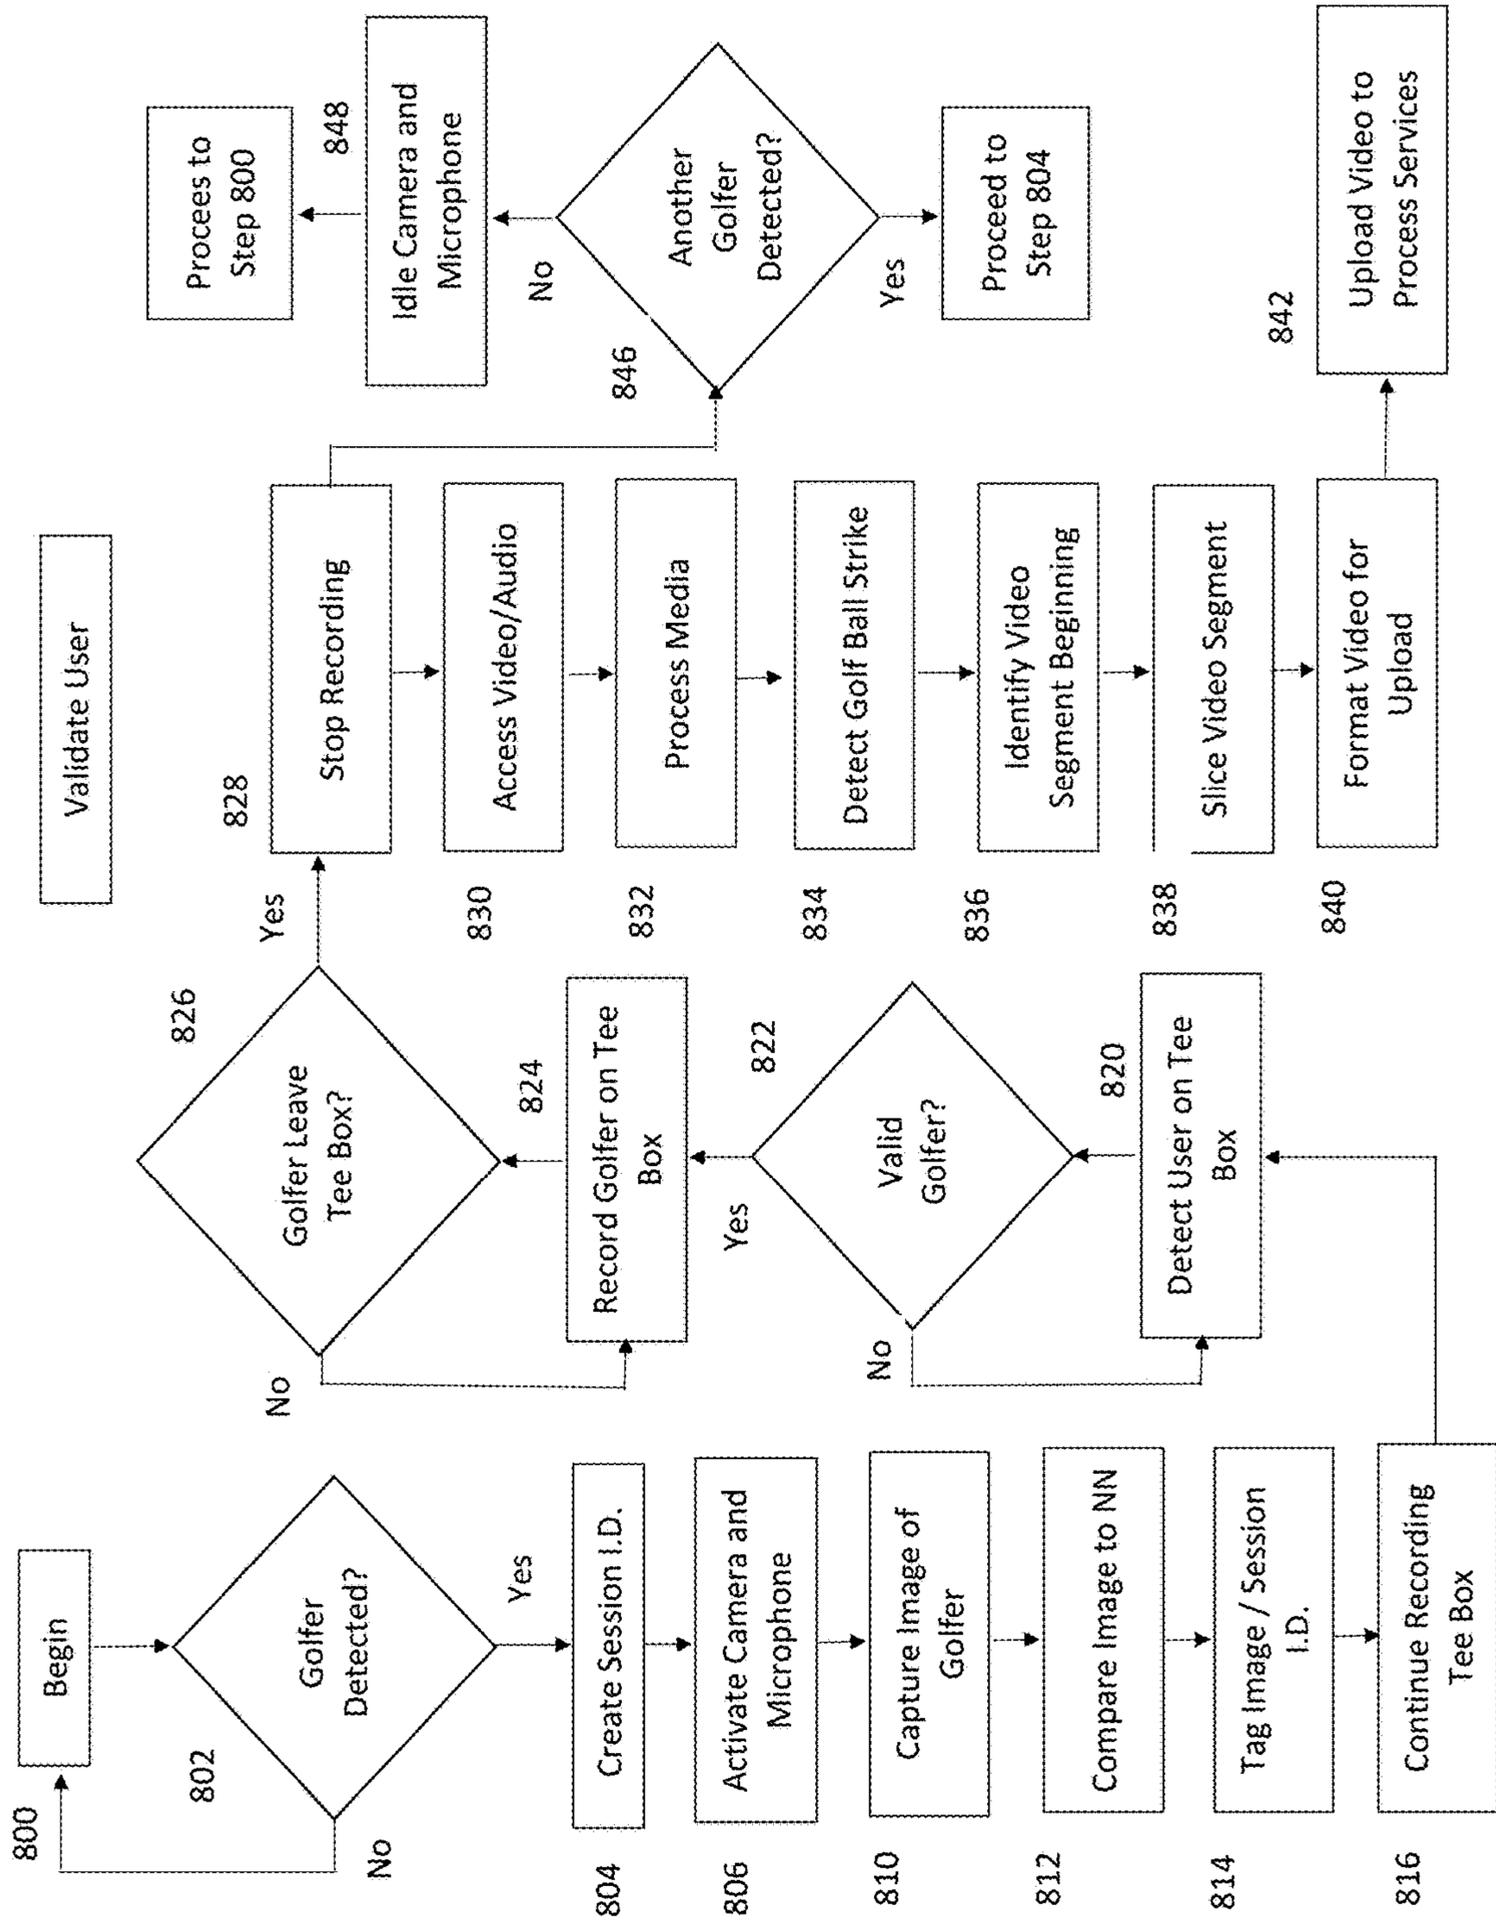 Validate User
800
Begin
802
Golfer
Detected?
No
Yes
804
Create Session I.D.
806
Activate Camera and
Microphone
810
Capture Image of
Golfer
812
Compare Image to NN
814
Tag Image / Session
I.D.
816
Continue Recording
Tee Box
826
Golfer Leave
Tee Box?
No
Yes
824
Record Golfer on Tee
Box
Yes
822
Valid
Golfer?
No
820
Detect User on Tee
Box
828
Stop Recording
830
Access Video/Audio
832
Process Media
834
Detect Golf Ball Strike
836
Identify Video
Segment Beginning
838
Slice Video Segment
840
Format Video for
Upload
Procees to
Step 800
848
Idle Camera and
Microphone
No
846
Another
Golfer
Detected?
Yes
Proceed to
Step 804
842
Upload Video to
Process Services